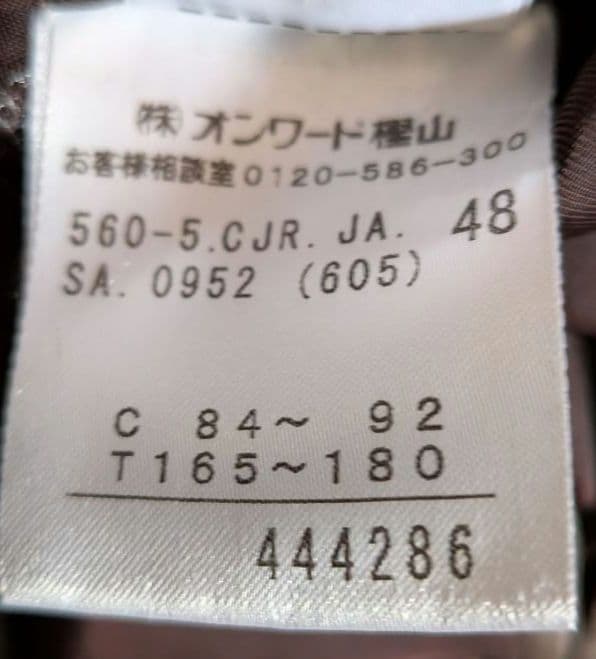 ㈱オンワード樫山
お客様相談室0120-586-300
560-5.CJR. JA. 48
SA. 0952 (605)
C 84~ 92
T165~180
444286